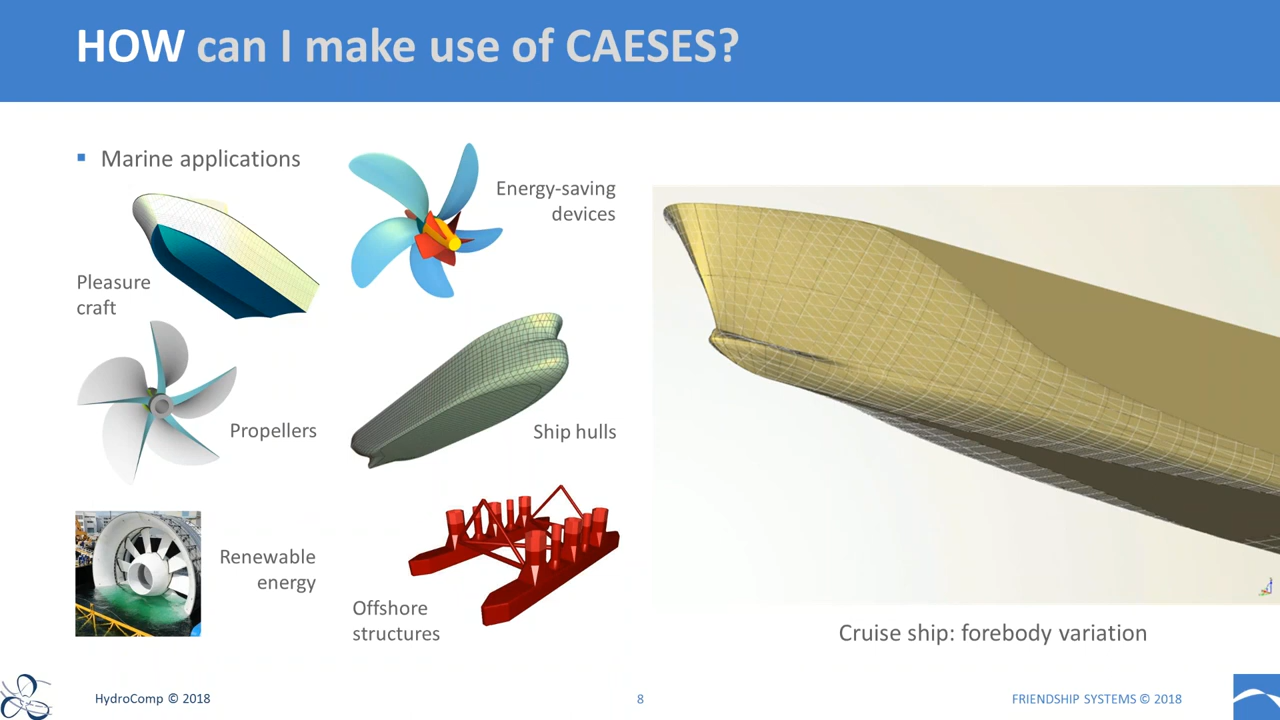 HOW can I make use of CAESES?
Marine applications
Energy-saving
devices
Pleasure
craft
Propellers
Ship hulls
Renewable
energy
Offshore
structures
Cruise ship: forebody variation
HydroComp © 2018
8
FRIENDSHIP SYSTEMS © 2018